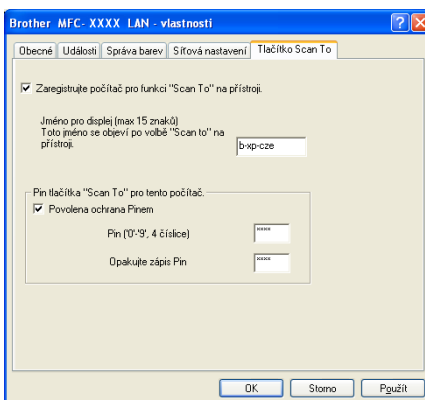 Brother MFC- XXXX LAN - vlastnosti
Obecné Události Správa barev Síťová nastavení Tlačítko Scan To
Zaregistrujte počítač pro funkci "Scan To" na přístroji.
Jméno pro displej (max 15 znaků)
Toto jméno se objeví po volbě "Scan to" na
přístroji.
b-xp-cze
Pin tlačítka "Scan To" pro tento počítač.
Povolena ochrana Pinem
Pin ('0'-'9', 4 číslice)
××××
Opakujte zápis Pin
××××
OK Storno Použít